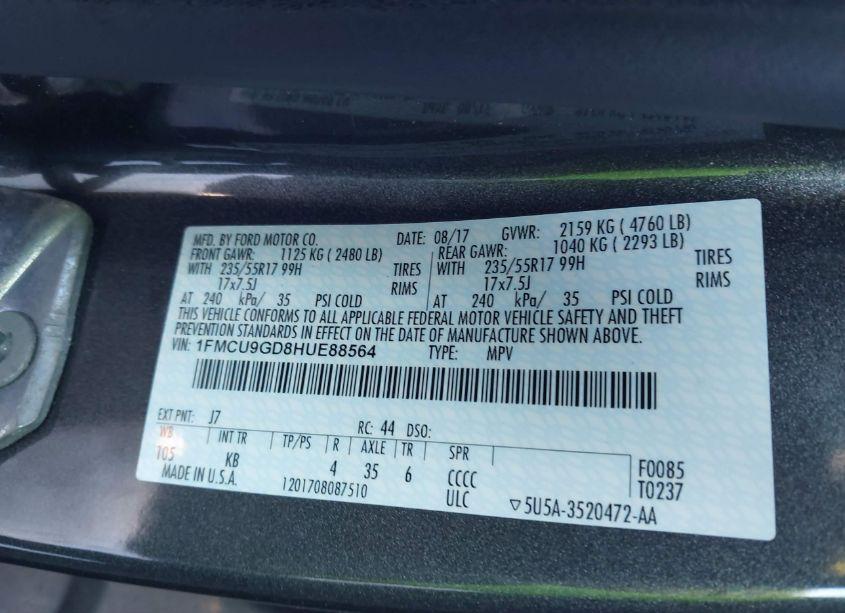 MFD. BY FORD MOTOR CO. DATE: 08/17 GVWR: 2159 KG ( 4760 LB)
FRONT GAWR: 1125 KG ( 2480 LB) REAR GAWR: 1040 KG ( 2293 LB)
WITH 235/55R17 99H TIRES WITH 235/55R17 99H TIRES
17x7.5J RIMS 17x7.5J RIMS
AT 240 kPa/ 35 PSI COLD AT 240 kPa/ 35 PSI COLD
THIS VEHICLE CONFORMS TO ALL APPLICABLE FEDERAL MOTOR VEHICLE SAFETY AND THEFT
PREVENTION STANDARDS IN EFFECT ON THE DATE OF MANUFACTURE SHOWN ABOVE.
VIN: 1FMCU9GD8HUE88564 TYPE: MPV
EXT PNT: J7 RC: 44 DSO:
WB INT TR TP/PS R AXLE TR SPR
105 KB 4 35 6 CCCC F0085
MADE IN U.S.A. 1201708087510 ULC T0237
▽5U5A-3520472-AA